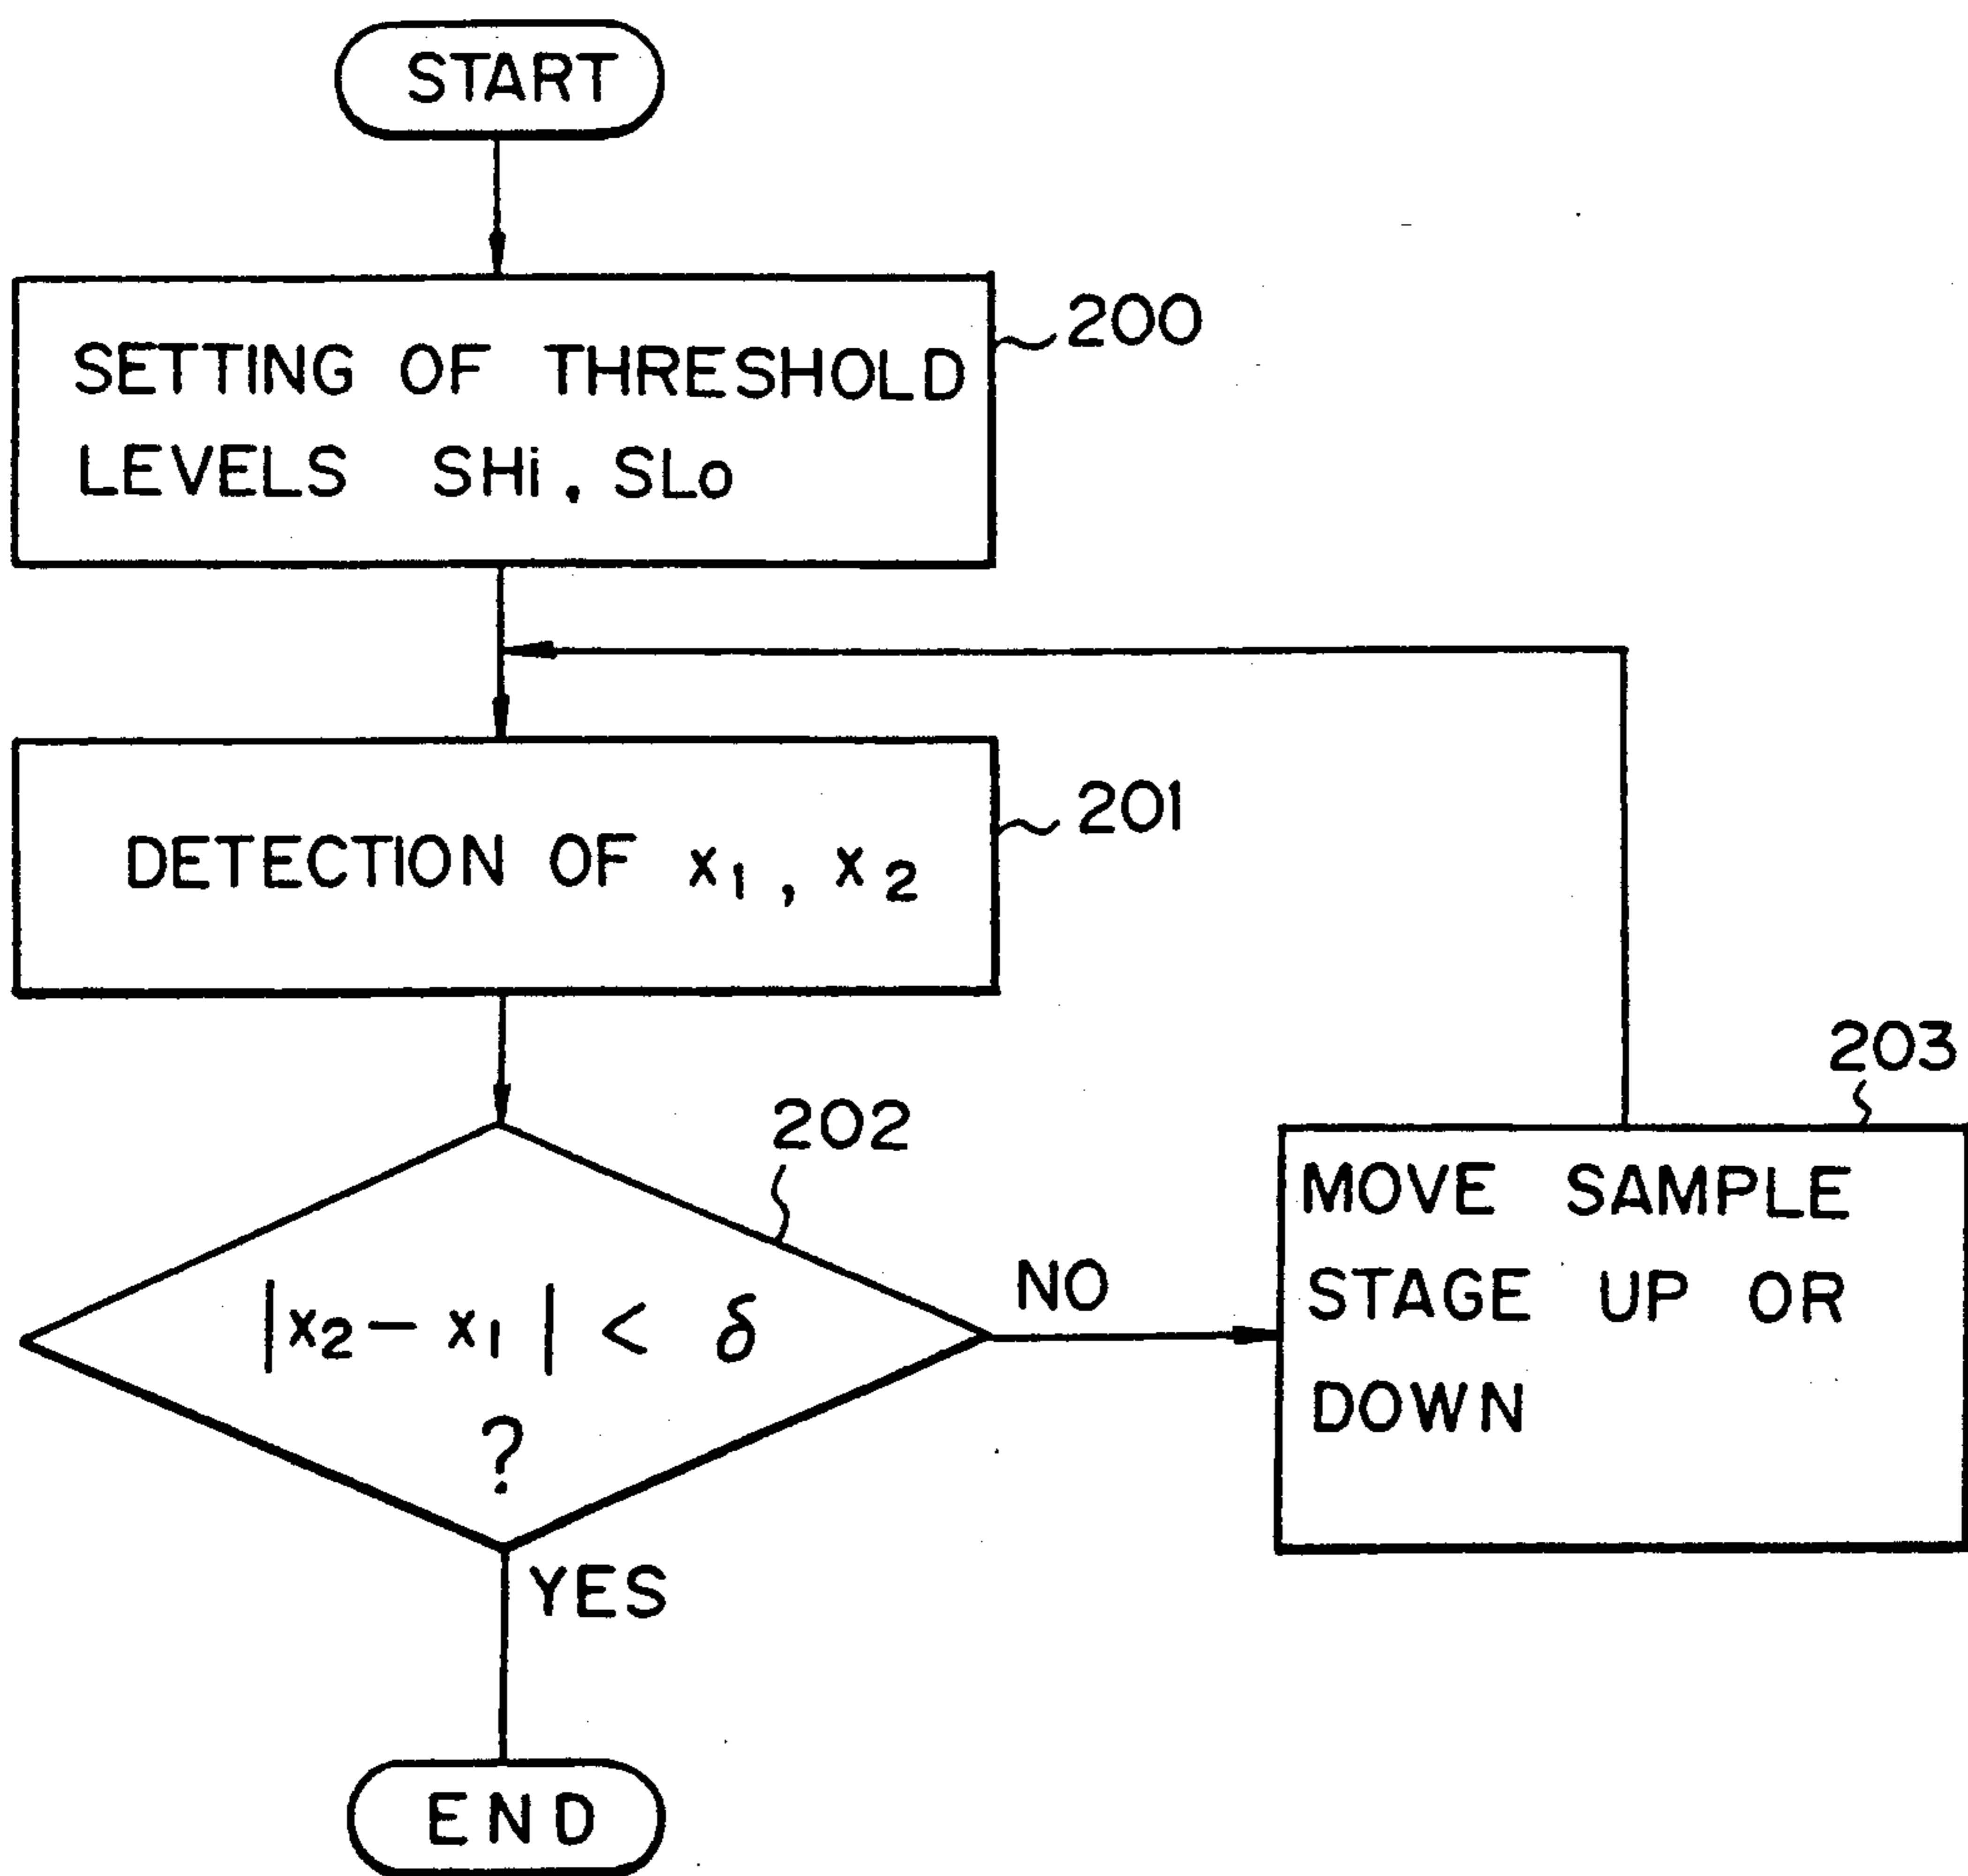 START
SETTING OF THRESHOLD
LEVELS SHi. SLo
200
DETECTION OF x1, x2
201
202
|x2 - x1| < δ
?
NO
YES
203
MOVE SAMPLE
STAGE UP OR
DOWN
END